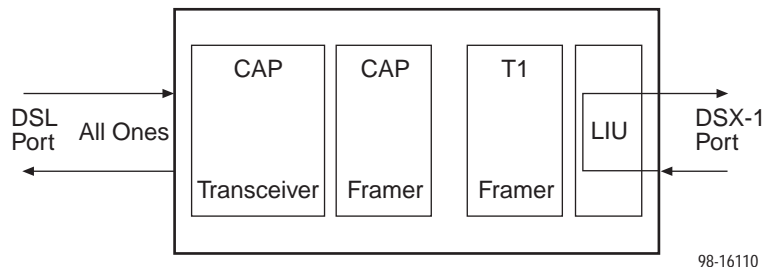 CAP
Transceiver
CAP
Framer
T1
Framer
LIU
DSL
Port
All Ones
DSX-1
Port
98-16110